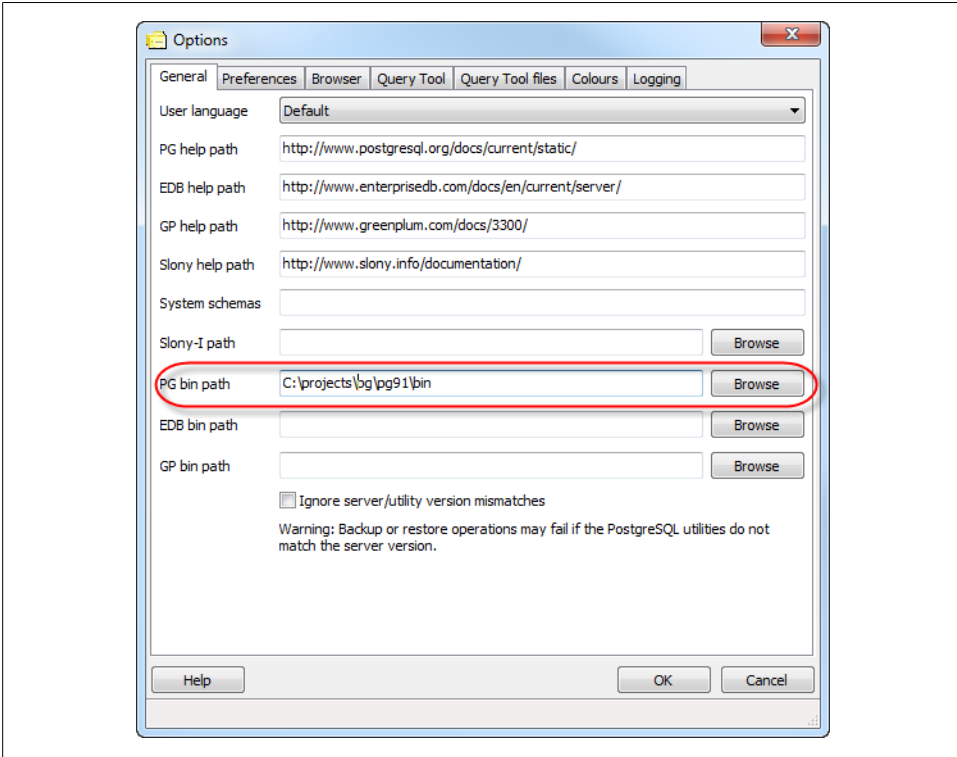 Options
General Preferences Browser Query Tool Query Tool files Colours Logging
User language Default
PG help path http://www.postgresql.org/docs/current/static/
EDB help path http://www.enterprisedb.com/docs/en/current/server/
GP help path http://www.greenplum.com/docs/3300/
Slony help path http://www.slony.info/documentation/
System schemas
Slony-I path Browse
PG bin path C:\projects\pg\pg91\bin Browse
EDB bin path Browse
GP bin path Browse
Ignore server/utility version mismatches
Warning: Backup or restore operations may fail if the PostgreSQL utilities do not
match the server version.
Help OK Cancel